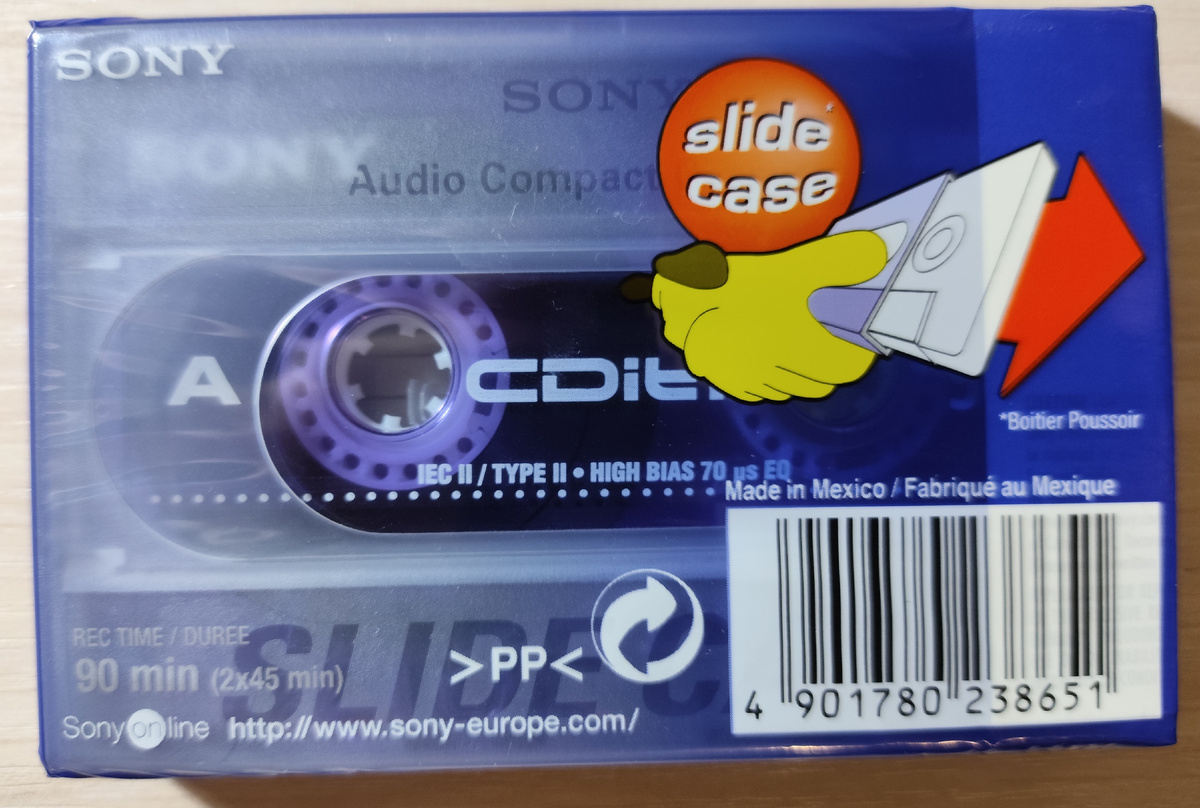 SONY
SONY
SONY
Audio Compact
slide*
case
A
CDit
IEC II / TYPE II • HIGH BIAS 70 µs EQ
*Boitier Poussoir
Made in Mexico / Fabriqué au Mexique
REC TIME / DUREE
90 min (2x45 min)
SLIDE C
>PP<
Sony online http://www.sony-europe.com/
4 901780 238651